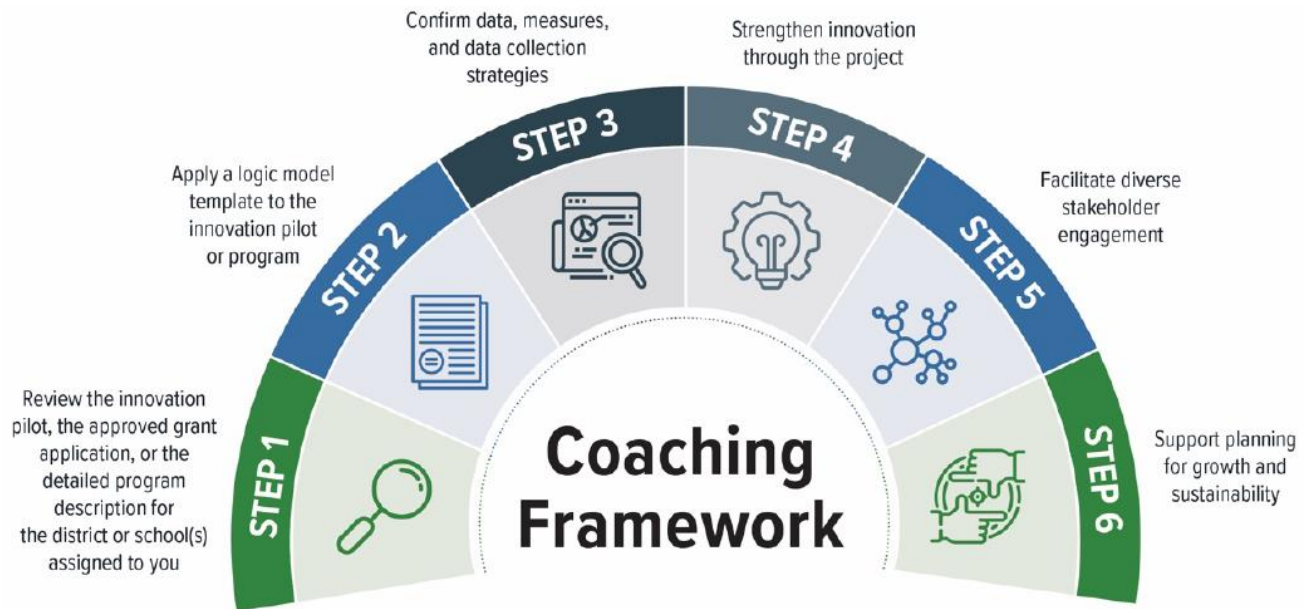 STEP 1
Review the innovation
pilot, the approved grant
application, or the
detailed program
description for
the district or school(s)
assigned to you
STEP 2
Apply a logic model
template to the
innovation pilot
or program
STEP 3
Confirm data, measures,
and data collection
strategies
STEP 4
Strengthen innovation
through the project
STEP 5
Facilitate diverse
stakeholder
engagement
STEP 6
Support planning
for growth and
sustainability
Coaching
Framework